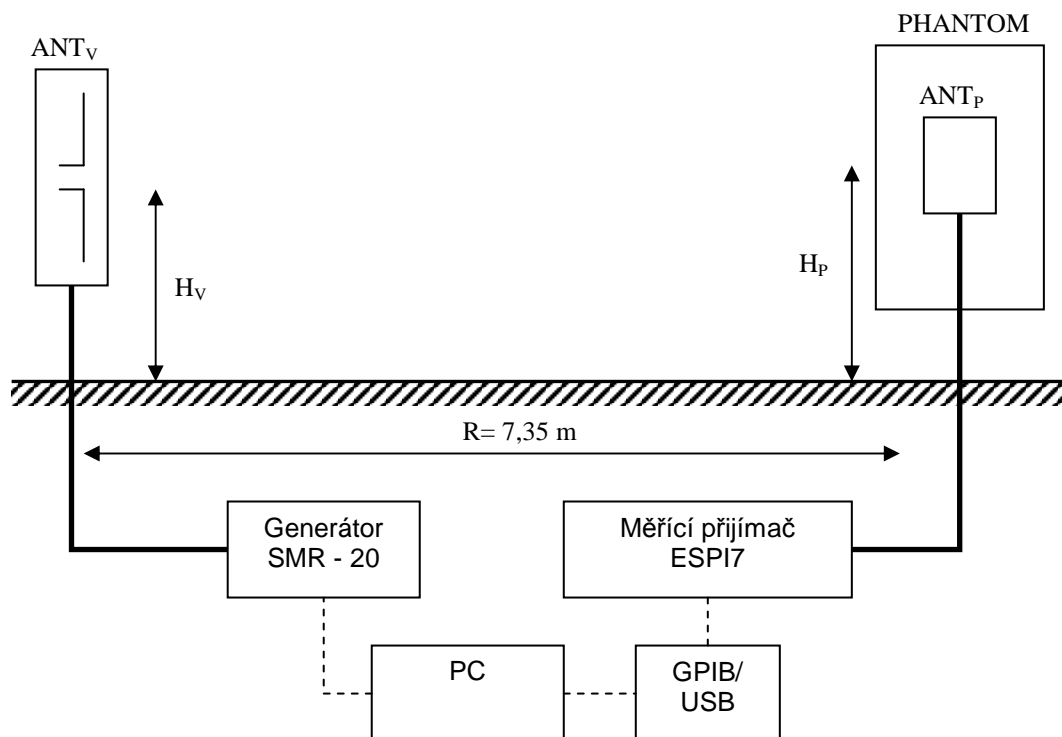 PHANTOM
ANTV
ANTP
HV
HP
R= 7,35 m
Generátor
SMR - 20
Měřící přijímač
ESPI7
PC
GPIB/
USB